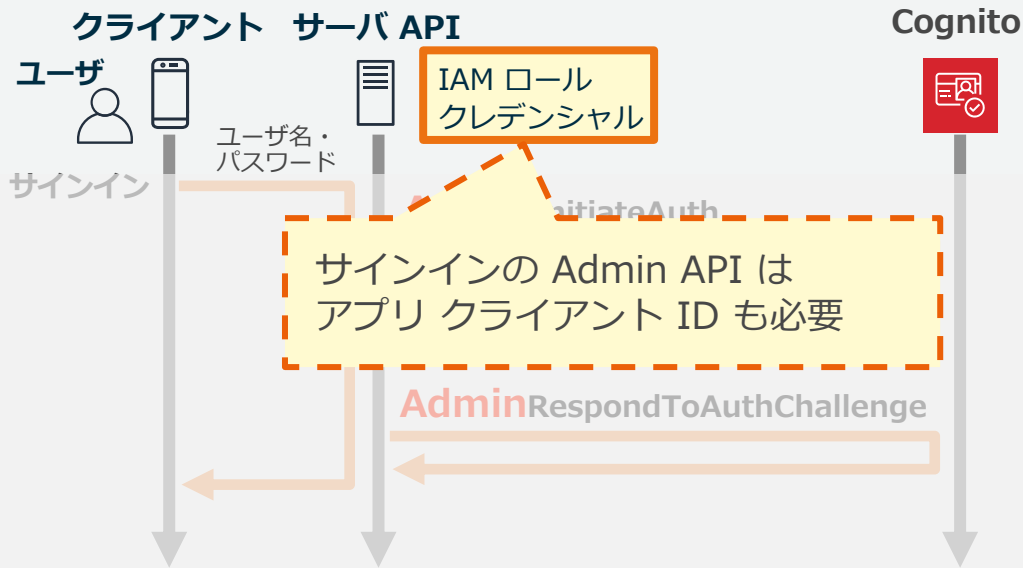 クライアント サーバ API
Cognito
ユーザ
IAM ロール
クレデンシャル
ユーザ名・
パスワード
サインイン
サインインの Admin API は
アプリ クライアント ID も必要
AdminRespondToAuthChallenge